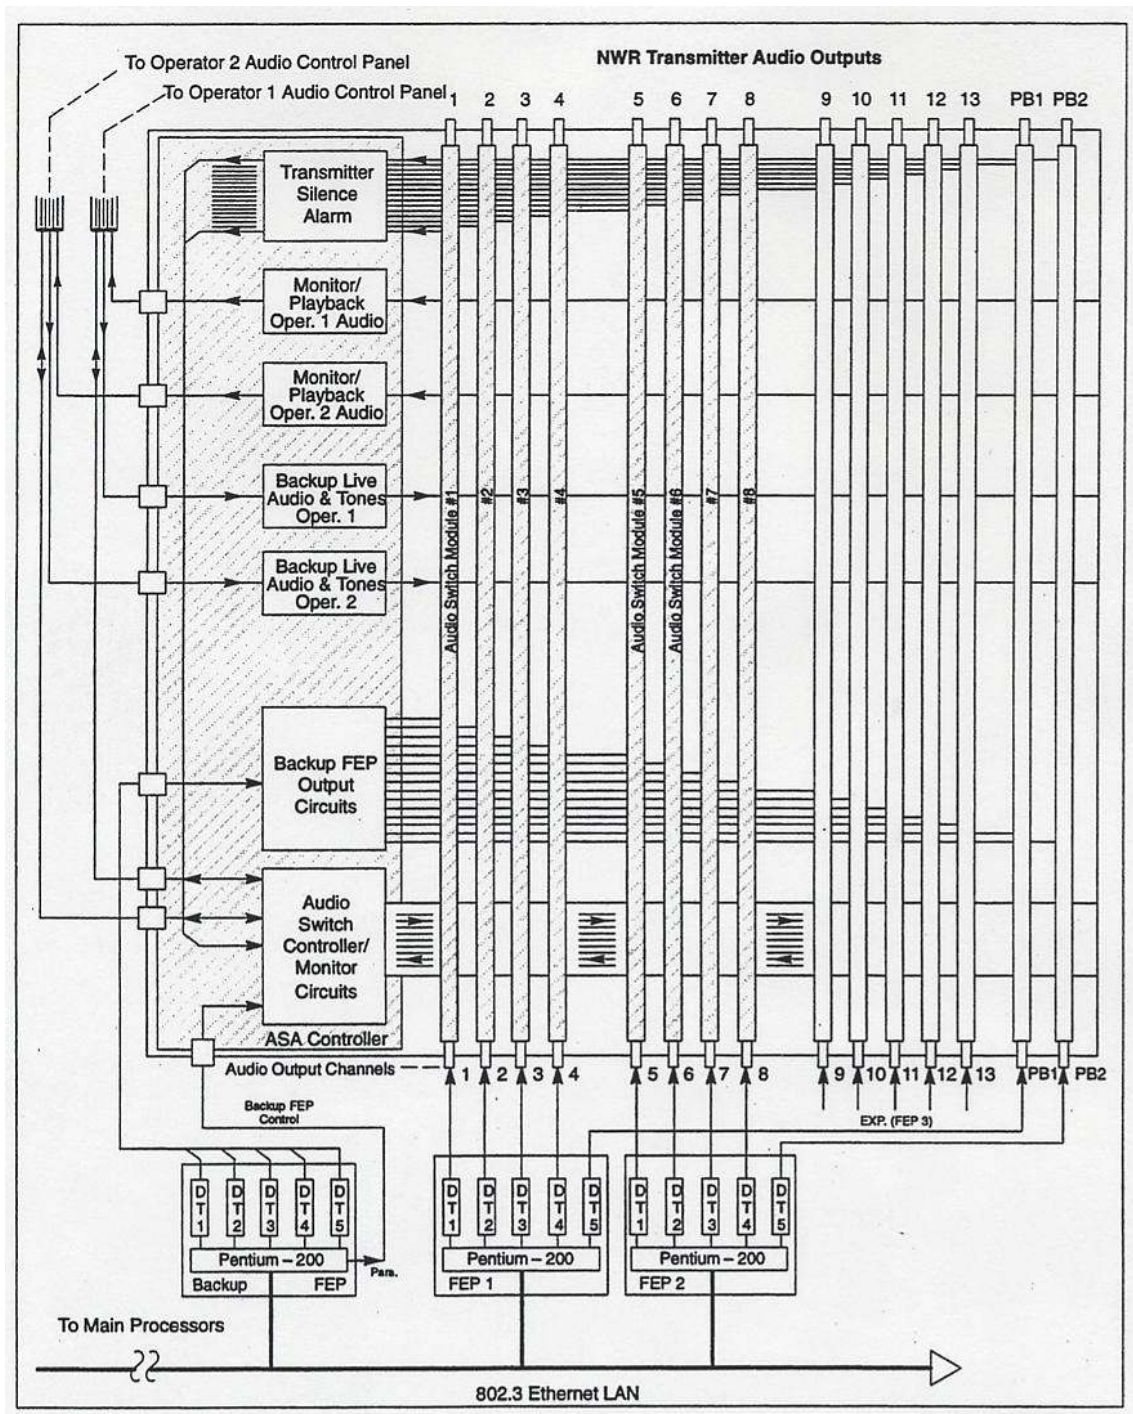 NWR Transmitter Audio Outputs
To Operator 2 Audio Control Panel
To Operator 1 Audio Control Panel
1 2 3 4 5 6 7 8 9 10 11 12 13 PB1 PB2
Transmitter
Silence
Alarm
Monitor/
Playback
Oper. 1 Audio
Monitor/
Playback
Oper. 2 Audio
Backup Live
Audio & Tones
Oper. 1
Backup Live
Audio & Tones
Oper. 2
Audio Switch Module #1
#2
#3
#4
Audio Switch Module #5
Audio Switch Module #6
#7
#8
Backup FEP
Output
Circuits
Audio
Switch
Controller/
Monitor
Circuits
ASA Controller
Audio Output Channels
1 2 3 4 5 6 7 8 9 10 11 12 13 PB1 PB2
EXP. (FEP 3)
Backup FEP
Control
DT1 DT2 DT3 DT4 DT5
Pentium – 200
Para.
Backup FEP
DT1 DT2 DT3 DT4 DT5
Pentium – 200
FEP 1
DT1 DT2 DT3 DT4 DT5
Pentium – 200
FEP 2
To Main Processors
802.3 Ethernet LAN